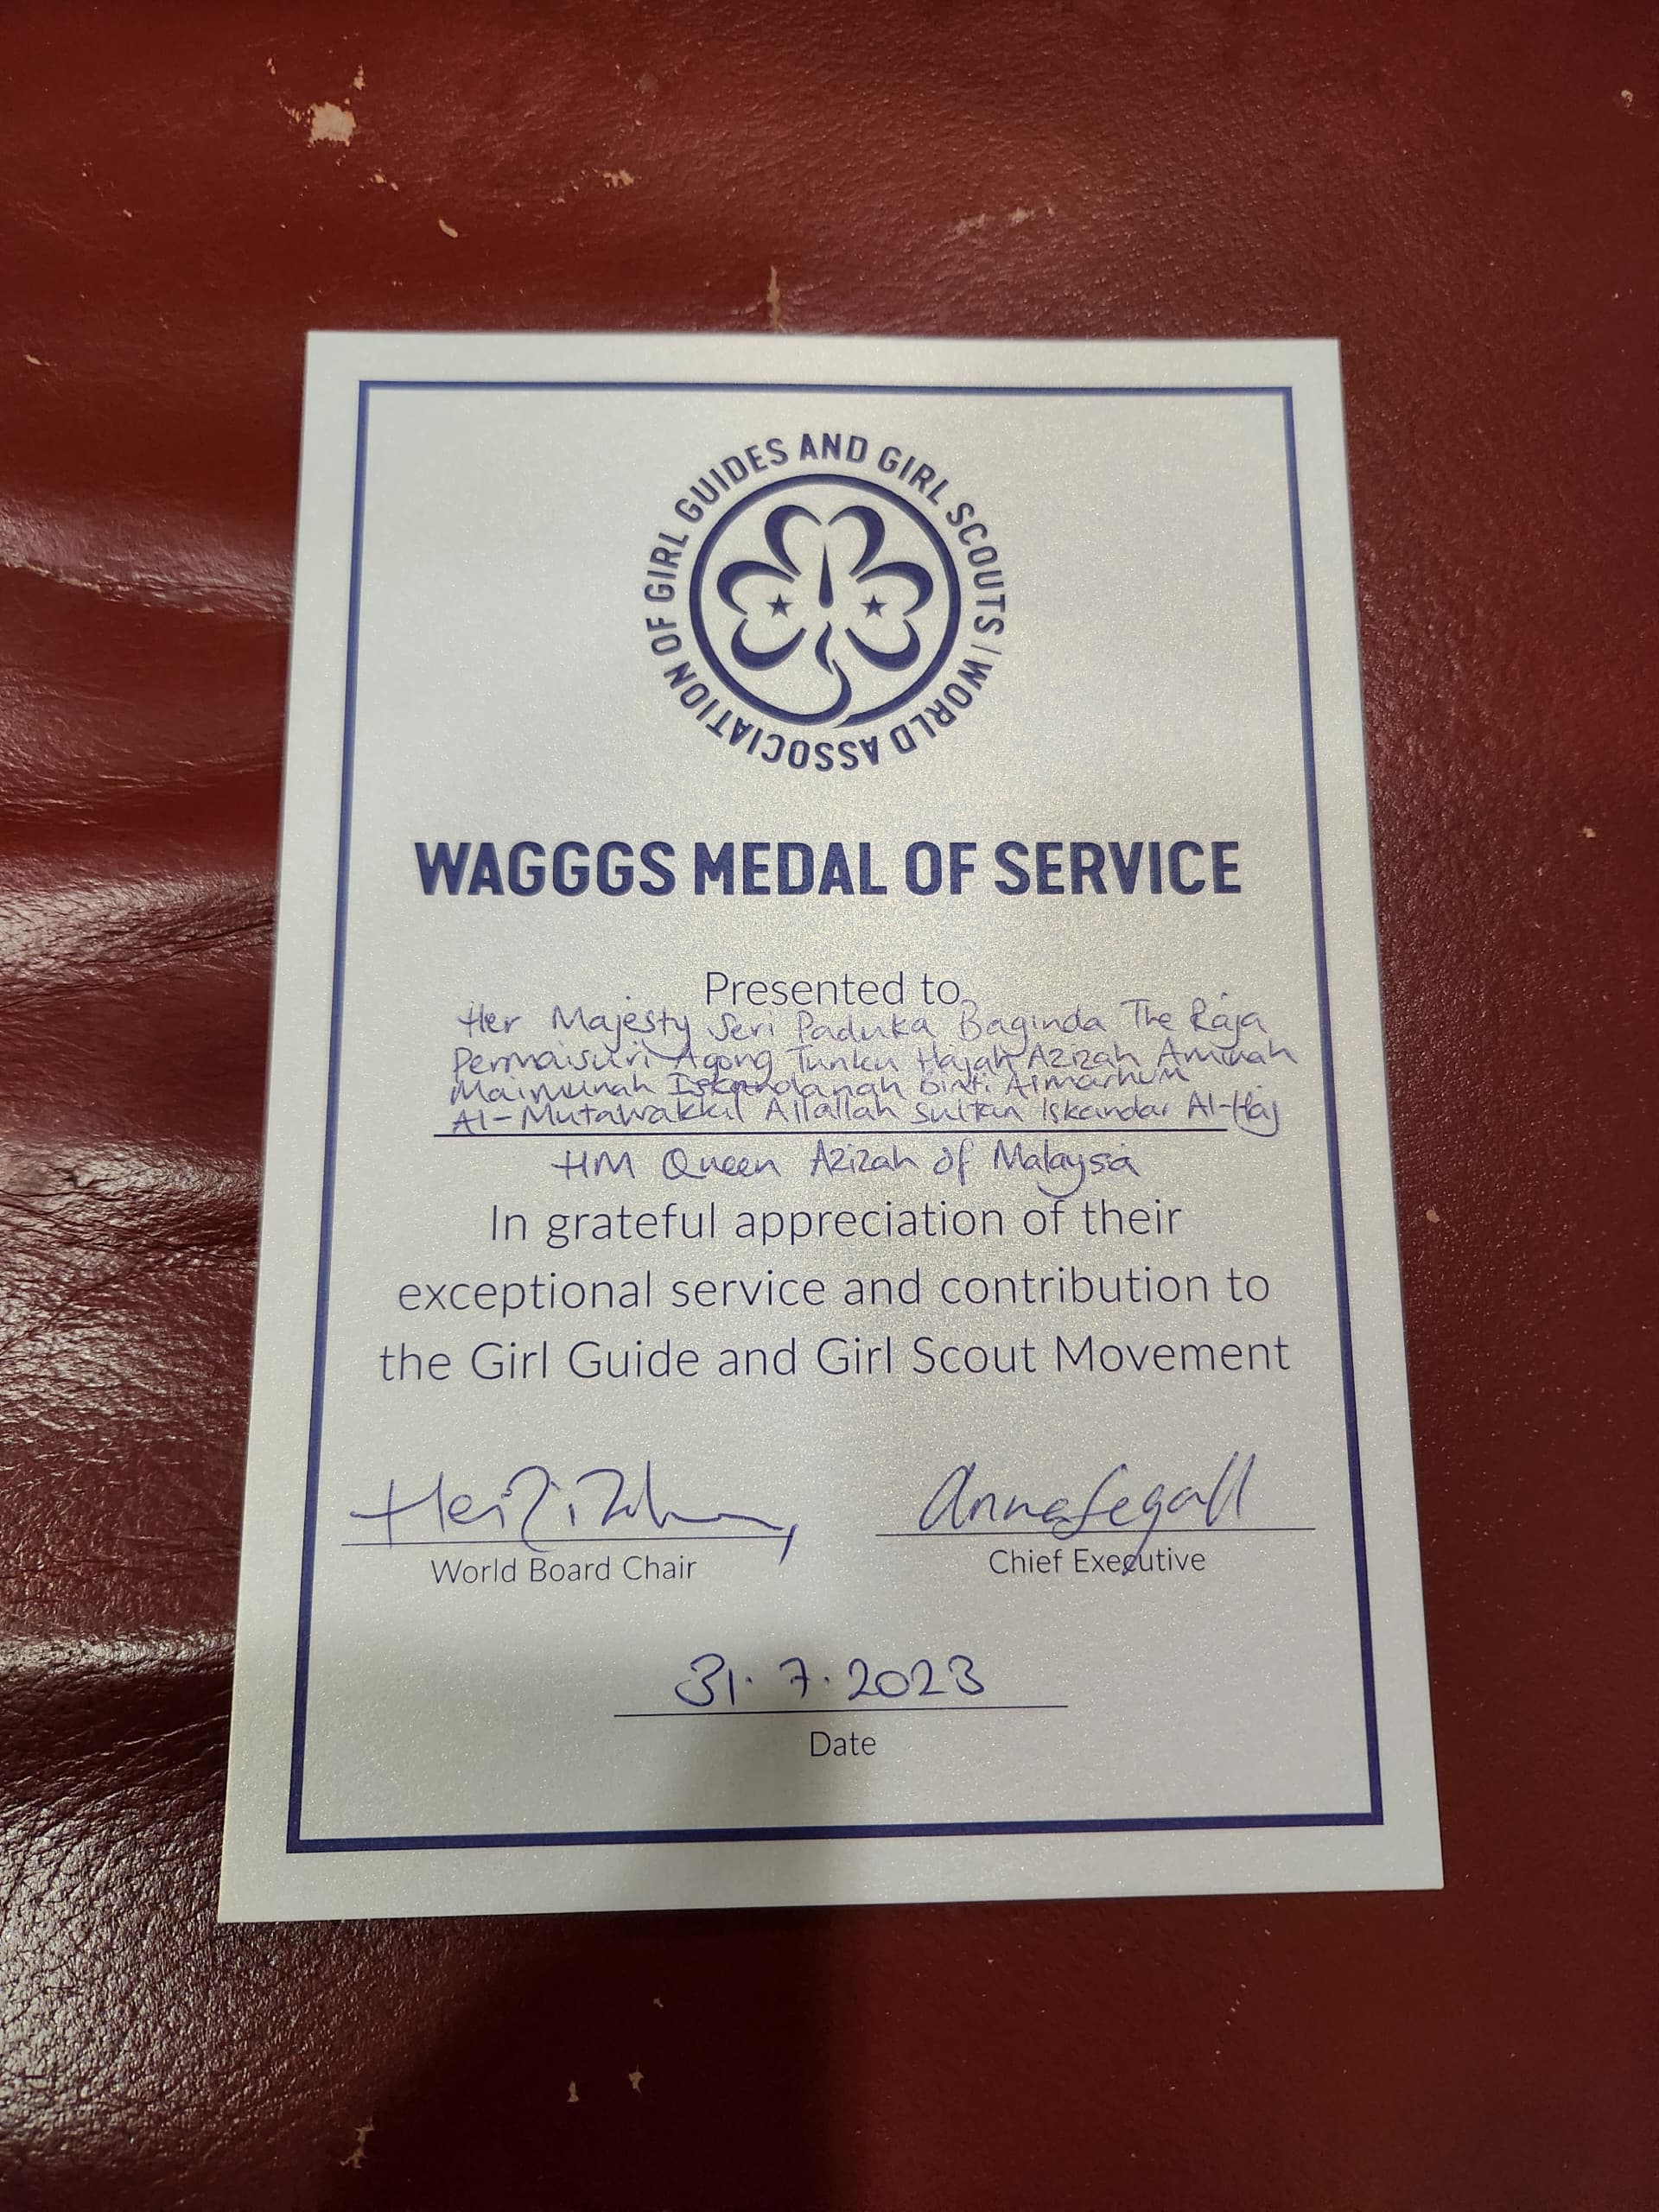 WORLD ASSOCIATION OF GIRL GUIDES AND GIRL SCOUTS |
WAGGGS MEDAL OF SERVICE
Presented to
Her Majesty Seri Paduka Baginda The Raja
Permaisuri Agong Tunku Hajah Azizah Aminah
Maimunah Iskandariah binti Almarhum
Al-Mutawakkil Alallah Sultan Iskandar Al-Haj
HM Queen Azizah of Malaysia
In grateful appreciation of their
exceptional service and contribution to
the Girl Guide and Girl Scout Movement
Anna Segall
World Board Chair
Chief Executive
31.7.2023
Date